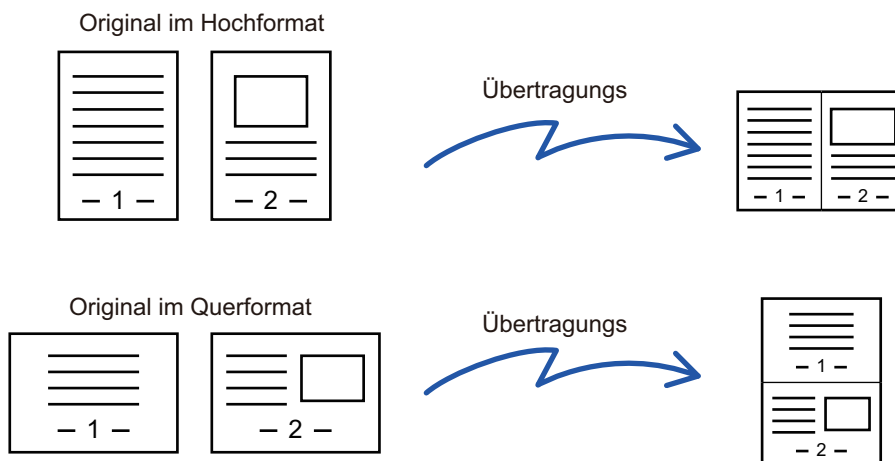 Original im Hochformat
Übertragungs
– 1 –
– 2 –
– 1 –
– 2 –
Original im Querformat
Übertragungs
– 1 –
– 2 –
– 1 –
– 2 –